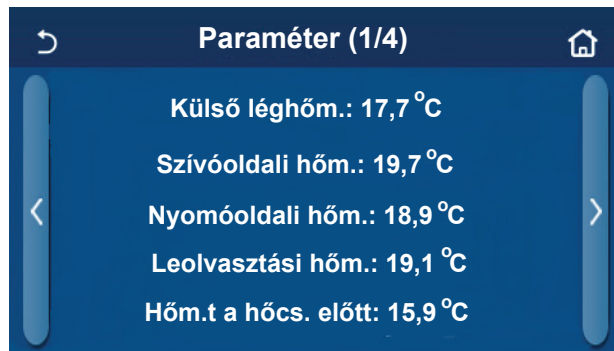 Paraméter (1/4)
Külső léghőm.: 17,7 °C
Szívóoldali hőm.: 19,7 °C
Nyomóoldali hőm.: 18,9 °C
Leolvasztási hőm.: 19,1 °C
Hőm.t a hőcs. előtt: 15,9 °C